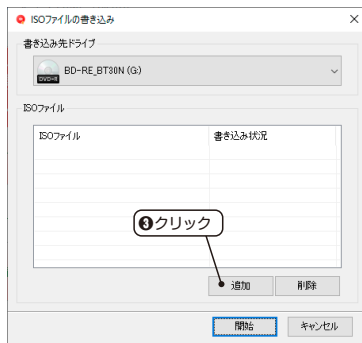 ISOファイルの書き込み
書き込み先ドライブ
DVD-R
BD-RE_BT30N (G:)
ISOファイル
ISOファイル 書き込み状況
❸クリック
追加 削除
開始 キャンセル